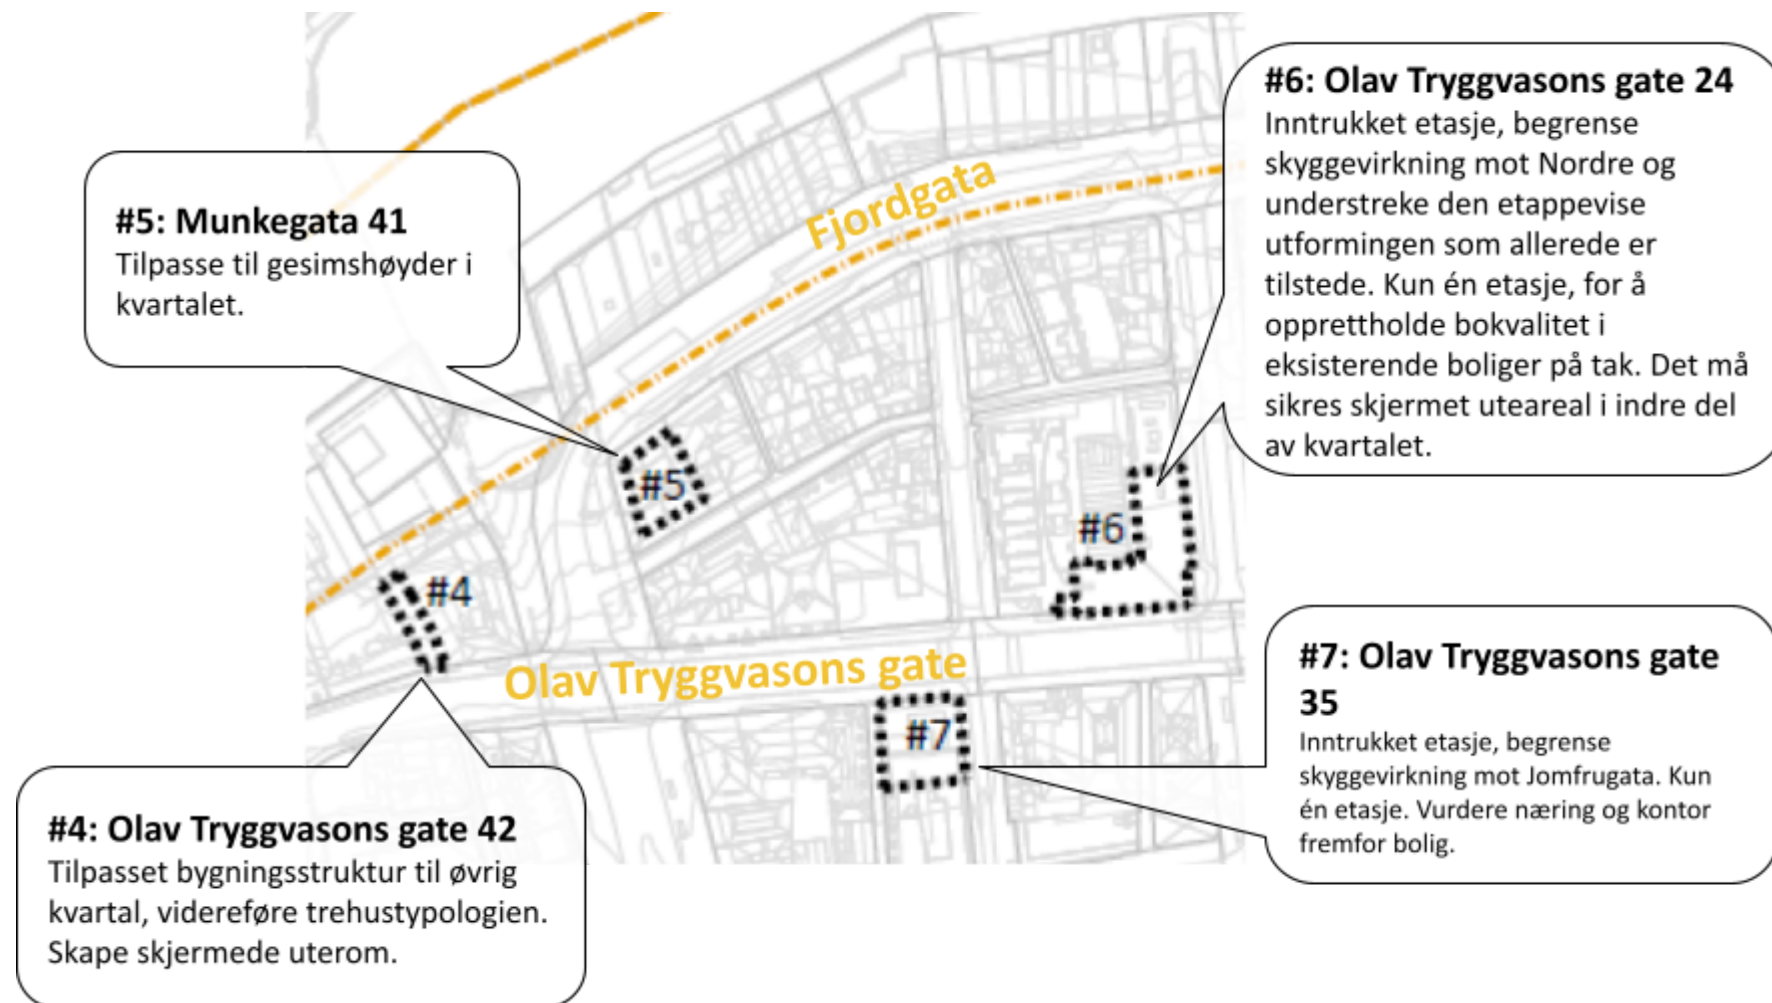 #6: Olav Tryggvasons gate 24
Inntrukket etasje, begrense
skyggevirkning mot Nordre og
understreke den etappevise
utformingen som allerede er
tilstede. Kun én etasje, for å
opprettholde bokvalitet i
eksisterende boliger på tak. Det må
sikres skjermet uteareal i indre del
av kvartalet.
#5: Munkegata 41
Tilpasse til gesimshøyder i
kvartalet.
Fjordgata
#5
#6
#4
Olav Tryggvasons gate
#7
#7: Olav Tryggvasons gate
35
Inntrukket etasje, begrense
skyggevirkning mot Jomfrugata. Kun
én etasje. Vurdere næring og kontor
fremfor bolig.
#4: Olav Tryggvasons gate 42
Tilpasset bygningsstruktur til øvrig
kvartal, videreføre trehustypologien.
Skape skjermede uterom.